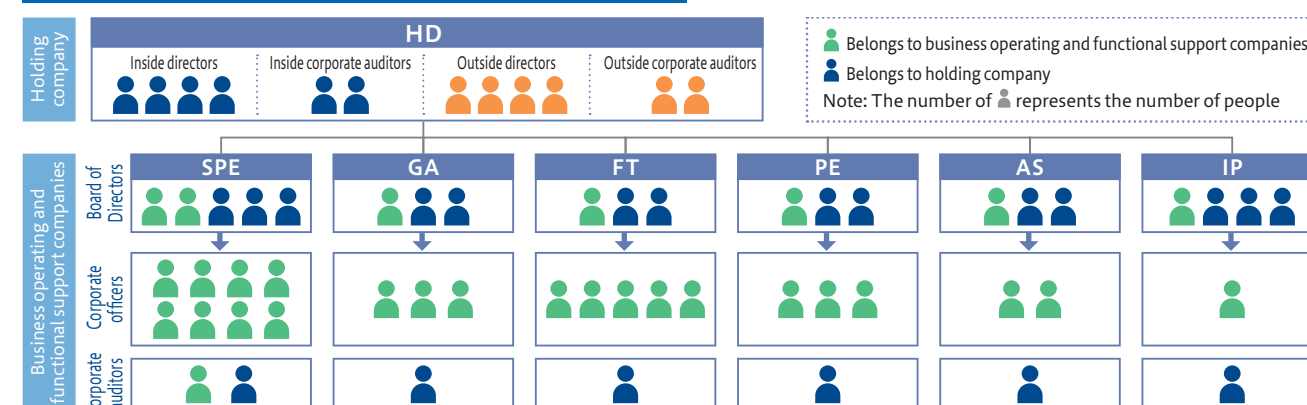 Holding
company
HD
Inside directors
Inside corporate auditors
Outside directors
Outside corporate auditors
Belongs to business operating and functional support companies
Belongs to holding company
Note: The number of represents the number of people
Business operating and
functional support companies
Board of
Directors
SPE
GA
FT
PE
AS
IP
Corporate
officers
auditors